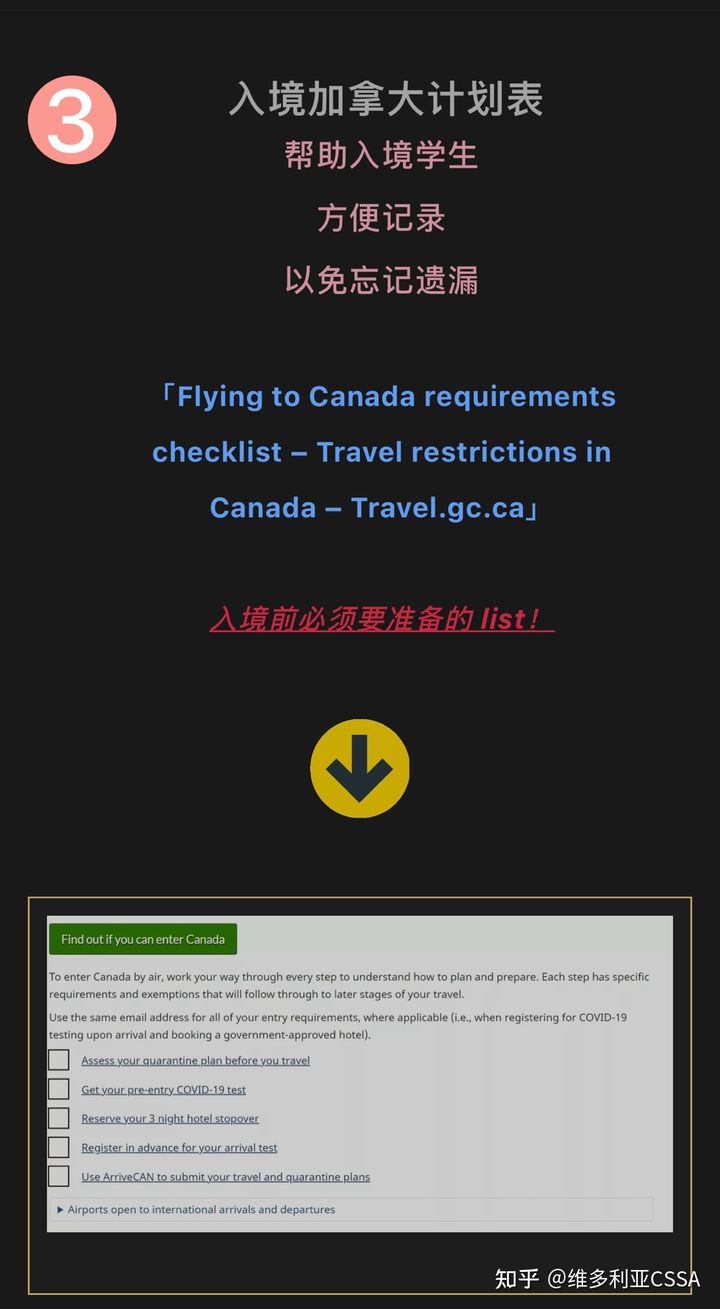 3
入境加拿大计划表
帮助入境学生
方便记录
以免忘记遗漏
「Flying to Canada requirements
checklist – Travel restrictions in
Canada – Travel.gc.ca」
入境前必须要准备的 list！
Find out if you can enter Canada
To enter Canada by air, work your way through every step to understand how to plan and prepare. Each step has specific
requirements and exemptions that will follow through to later stages of your travel.
Use the same email address for all of your entry requirements, where applicable (i.e., when registering for COVID-19
testing upon arrival and booking a government-approved hotel).
Assess your quarantine plan before you travel
Get your pre-entry COVID-19 test
Reserve your 3 night hotel stopover
Register in advance for your arrival test
Use ArriveCAN to submit your travel and quarantine plans
Airports open to international arrivals and departures
知乎 @维多利亚CSSA